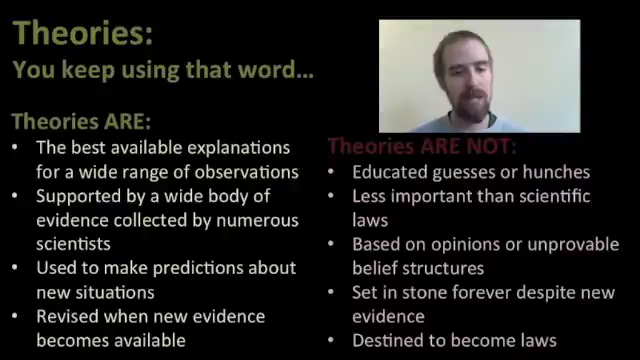 Theories:
You keep using that word…
Theories ARE:
• The best available explanations
for a wide range of observations
• Supported by a wide body of
evidence collected by numerous
scientists
• Used to make predictions about
new situations
• Revised when new evidence
becomes available
Theories ARE NOT:
• Educated guesses or hunches
• Less important than scientific
laws
• Based on opinions or unprovable
belief structures
• Set in stone forever despite new
evidence
• Destined to become laws